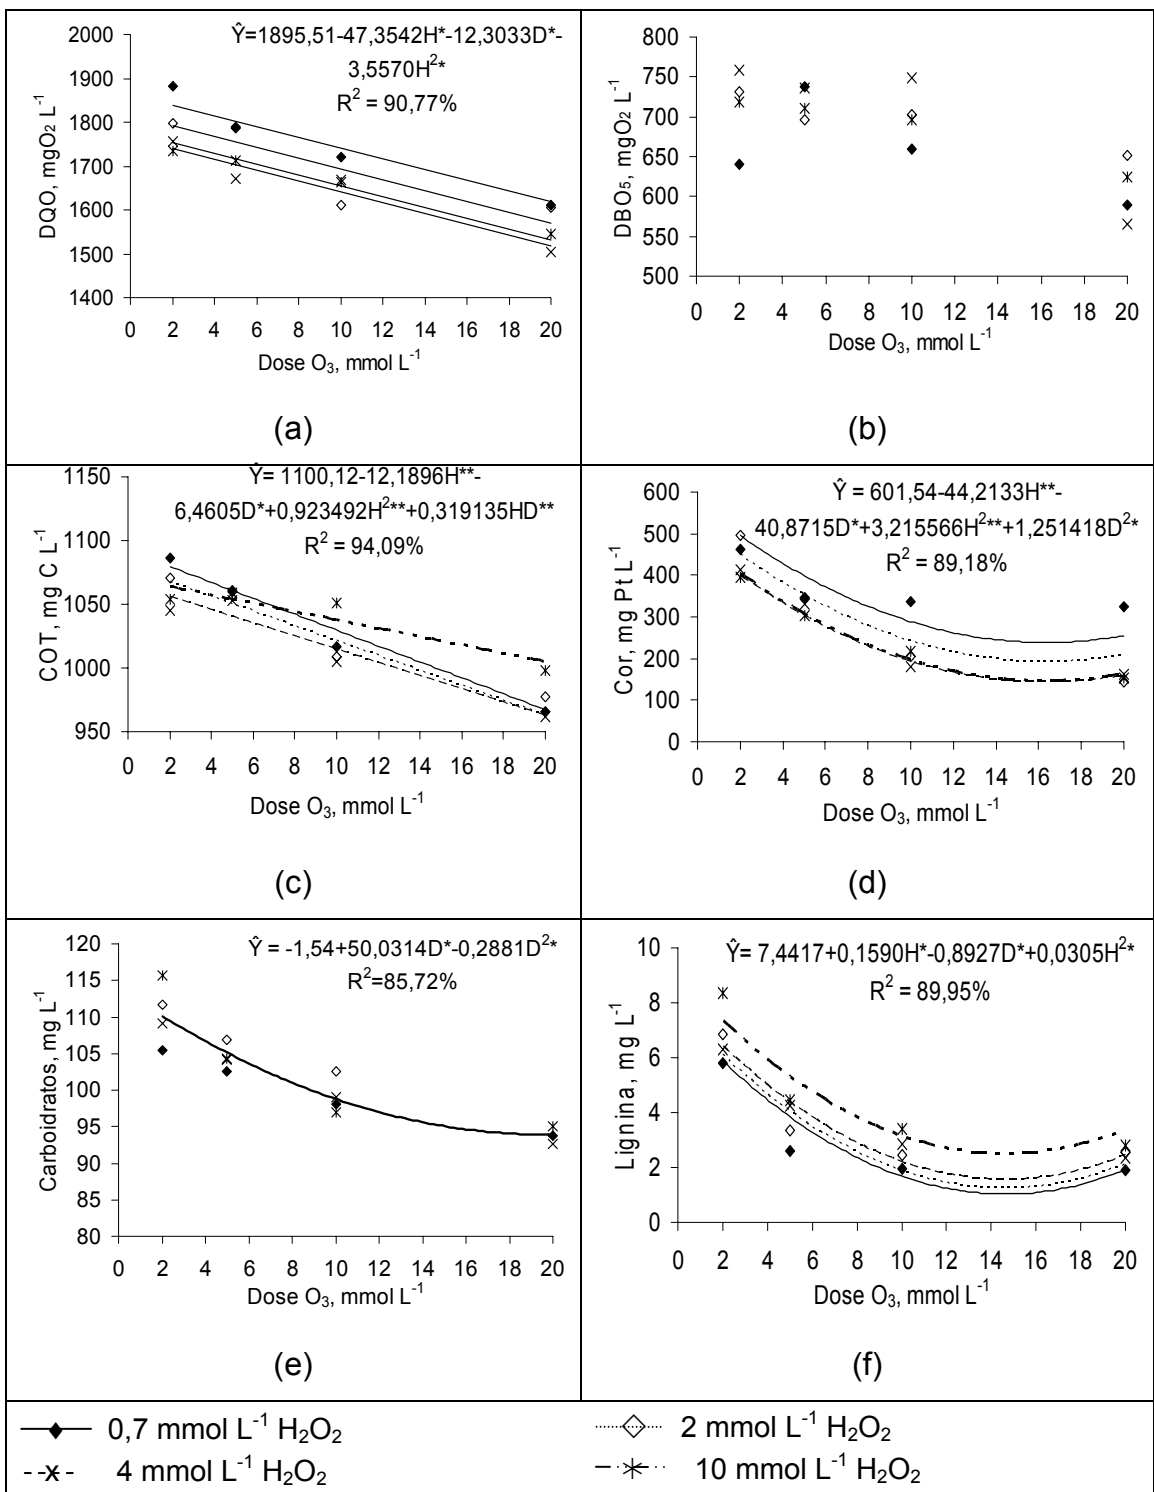 Ŷ=1895,51-47,3542H*-12,3033D*-
3,5570H²*
R² = 90,77%
DQO, mgO₂ L⁻¹
2000
1900
1800
1700
1600
1500
1400
0 2 4 6 8 10 12 14 16 18 20
Dose O₃, mmol L⁻¹
(a)
DBO₅, mgO₂ L⁻¹
800
750
700
650
600
550
500
0 2 4 6 8 10 12 14 16 18 20
Dose O₃, mmol L⁻¹
(b)
Ŷ= 1100,12-12,1896H**-
6,4605D*+0,923492H²**+0,319135HD**
R² = 94,09%
COT, mg C L⁻¹
1150
1100
1050
1000
950
0 2 4 6 8 10 12 14 16 18 20
Dose O₃, mmol L⁻¹
(c)
Ŷ = 601,54-44,2133H**-
40,8715D*+3,215566H²**+1,251418D²*
R² = 89,18%
Cor, mg Pt L⁻¹
600
500
400
300
200
100
0
0 2 4 6 8 10 12 14 16 18 20
Dose O₃, mmol L⁻¹
(d)
Ŷ = -1,54+50,0314D*-0,2881D²*
R²=85,72%
Carboidratos, mg L⁻¹
120
115
110
105
100
95
90
85
80
0 2 4 6 8 10 12 14 16 18 20
Dose O₃, mmol L⁻¹
(e)
Ŷ= 7,4417+0,1590H*-0,8927D*+0,0305H²*
R² = 89,95%
Lignina, mg L⁻¹
10
8
6
4
2
0
0 2 4 6 8 10 12 14 16 18 20
Dose O₃, mmol L⁻¹
(f)
0,7 mmol L⁻¹ H₂O₂
2 mmol L⁻¹ H₂O₂
4 mmol L⁻¹ H₂O₂
10 mmol L⁻¹ H₂O₂